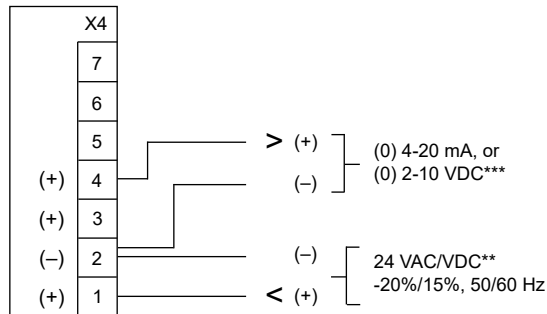 X4
7
6
5
> (+)
(0) 4-20 mA, or
(+) 4
(–)
(0) 2-10 VDC***
(+) 3
(–) 2
(–)
24 VAC/VDC**
-20%/15%, 50/60 Hz
(+) 1
< (+)